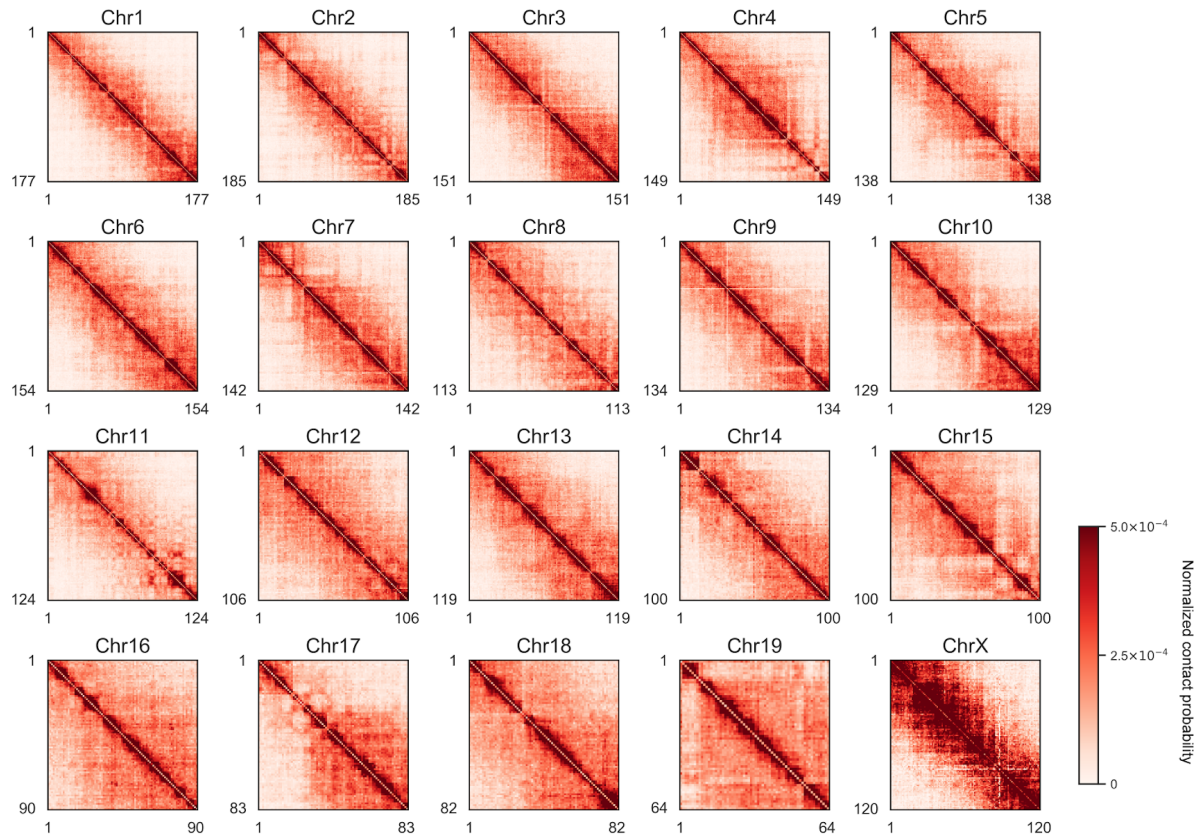 Chr1 Chr2 Chr3 Chr4 Chr5
1 1 1 1 1
177 185 151 149 138
1 177 1 185 1 151 1 149 1 138
Chr6 Chr7 Chr8 Chr9 Chr10
1 1 1 1 1
154 142 113 134 129
1 154 1 142 1 113 1 134 1 129
Chr11 Chr12 Chr13 Chr14 Chr15
1 1 1 1 1
124 106 119 100 100
1 124 1 106 1 119 1 100 1 100
Chr16 Chr17 Chr18 Chr19 ChrX
1 1 1 1 1
90 83 82 64 120
1 90 1 83 1 82 1 64 1 120
5.0×10⁻⁴
2.5×10⁻⁴
0
Normalized contact probability